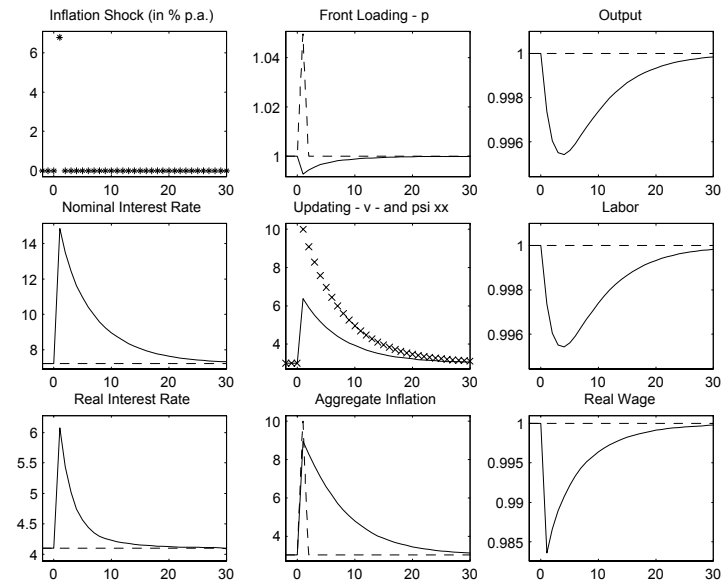 Inflation Shock (in % p.a.)
6
4
2
0
0 10 20 30
Front Loading - p
1.04
1.02
1
0 10 20 30
Output
1
0.998
0.996
0 10 20 30
Nominal Interest Rate
14
12
10
8
0 10 20 30
Updating - v - and psi xx
10
8
6
4
0 10 20 30
Labor
1
0.998
0.996
0 10 20 30
Real Interest Rate
6
5.5
5
4.5
4
0 10 20 30
Aggregate Inflation
10
8
6
4
0 10 20 30
Real Wage
1
0.995
0.99
0.985
0 10 20 30